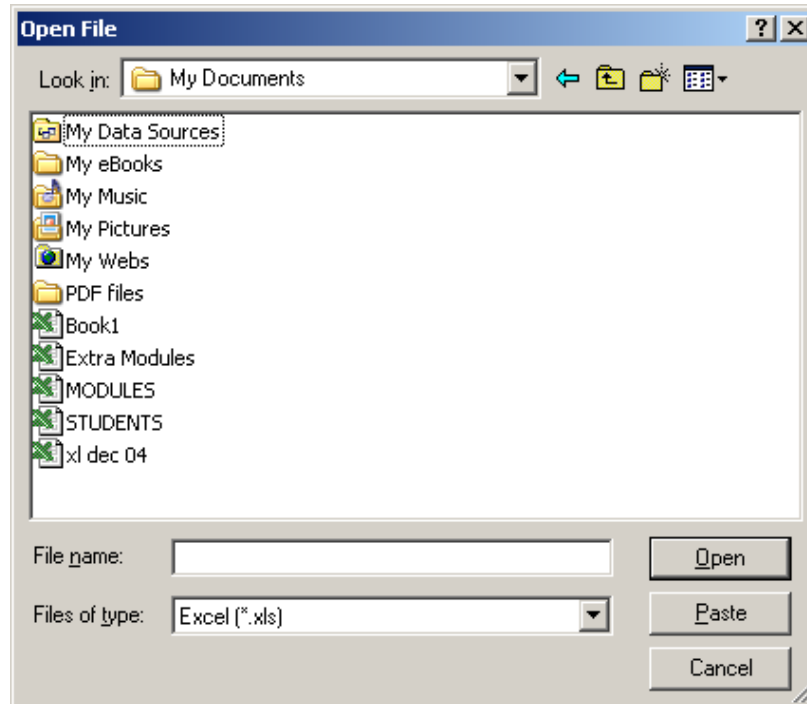 Open File
Look in: My Documents
My Data Sources
My eBooks
My Music
My Pictures
My Webs
PDF files
Book1
Extra Modules
MODULES
STUDENTS
xl dec 04
File name: Open
Files of type: Excel (*.xls) Paste
Cancel